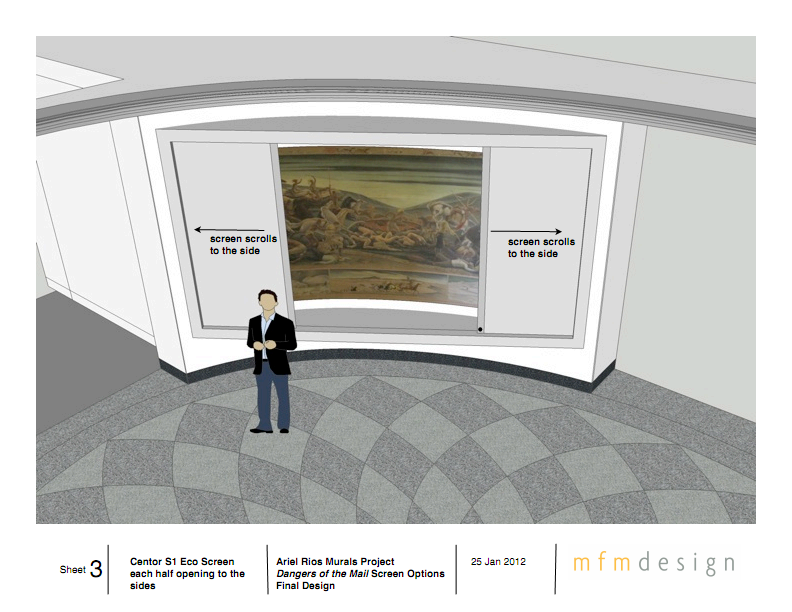 screen scrolls
to the side
screen scrolls
to the side
Sheet 3
Centor S1 Eco Screen
each half opening to the
sides
Ariel Rios Murals Project
Dangers of the Mail Screen Options
Final Design
25 Jan 2012
mfmdesign